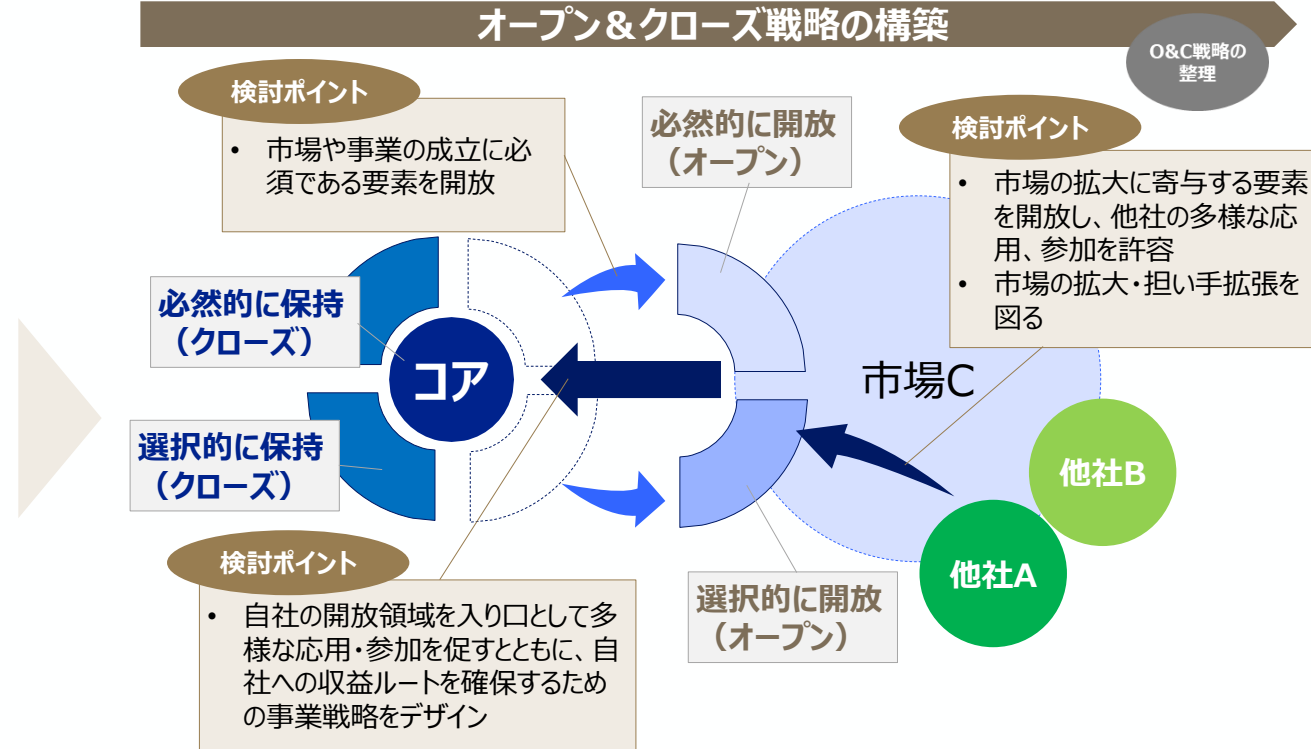 オープン&クローズ戦略の構築
O&C戦略の
整理
検討ポイント
• 市場や事業の成立に必
須である要素を開放
必然的に開放
(オープン)
検討ポイント
• 市場の拡大に寄与する要素
を開放し、他社の多様な応
用、参加を許容
• 市場の拡大・担い手拡張を
図る
必然的に保持
(クローズ)
コア
市場C
選択的に保持
(クローズ)
他社B
他社A
検討ポイント
• 自社の開放領域を入り口として多
様な応用・参加を促すとともに、自
社への収益ルートを確保するため
の事業戦略をデザイン
選択的に開放
(オープン)